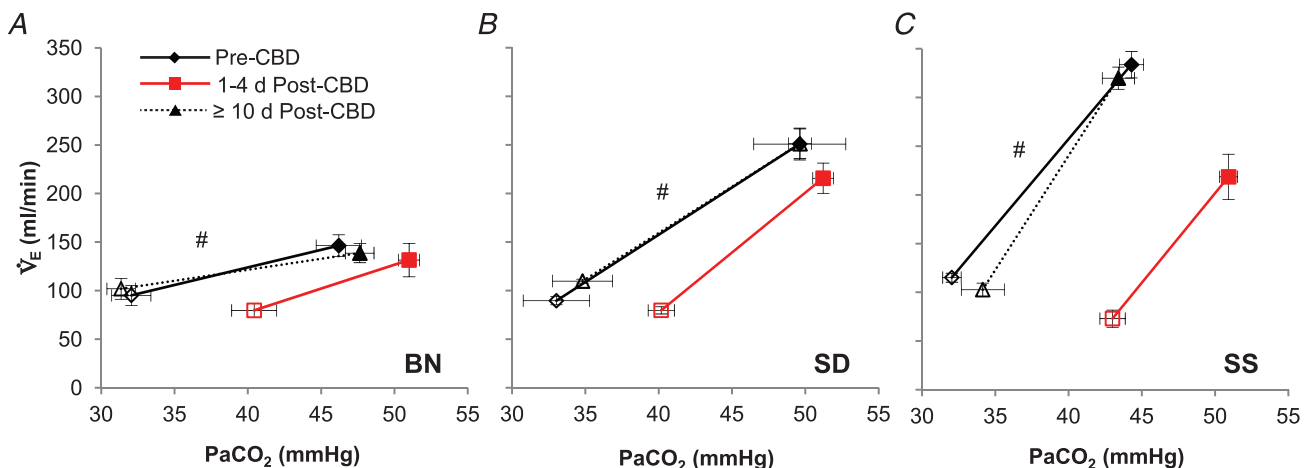 A
B
C
350
300
250
200
150
100
50
0
V̇E (ml/min)
Pre-CBD
1-4 d Post-CBD
≥ 10 d Post-CBD
#
#
#
BN
SD
SS
30 35 40 45 50 55
30 35 40 45 50 55
30 35 40 45 50 55
PaCO₂ (mmHg)
PaCO₂ (mmHg)
PaCO₂ (mmHg)